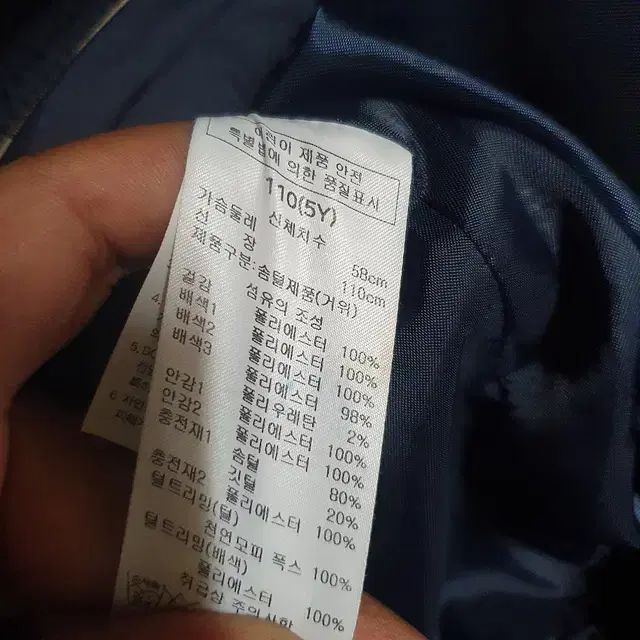 어린이 제품 안전
특별법에 의한 품질표시
110(5Y)
신체치수
가슴둘레 58cm
신 장 110cm
제품구분:솜털제품(거위)
섬유의 조성
겉감 폴리에스터 100%
배색1 폴리에스터 100%
배색2 폴리에스터 100%
배색3 폴리에스터 98%
폴리우레탄 2%
안감1 폴리에스터 100%
안감2 폴리에스터 100%
충전재1 솜털 80%
깃털 20%
충전재2 폴리에스터 100%
털트리밍(털)
천연모피 폭스 100%
털트리밍(배색)
폴리에스터 100%
취급상 주의사항